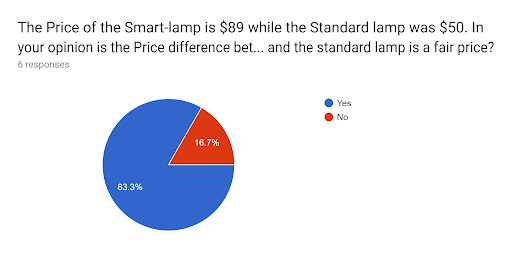 The Price of the Smart-lamp is $89 while the Standard lamp was $50. In
your opinion is the Price difference bet... and the standard lamp is a fair price?
6 responses
Yes
No
16.7%
83.3%